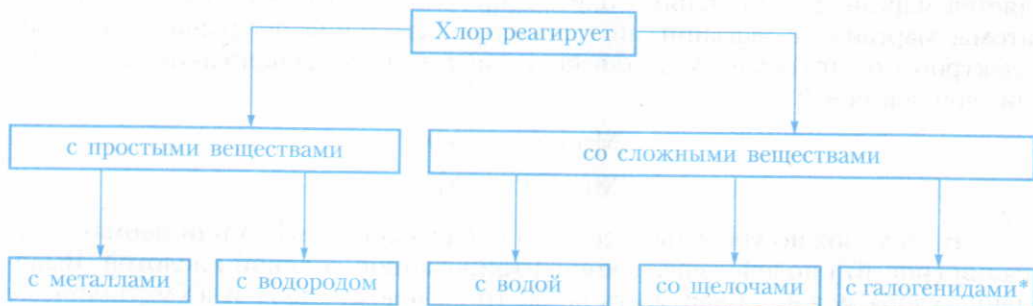 Хлор реагирует
с простыми веществами
со сложными веществами
с металлами
с водородом
с водой
со щелочами
с галогенидами*